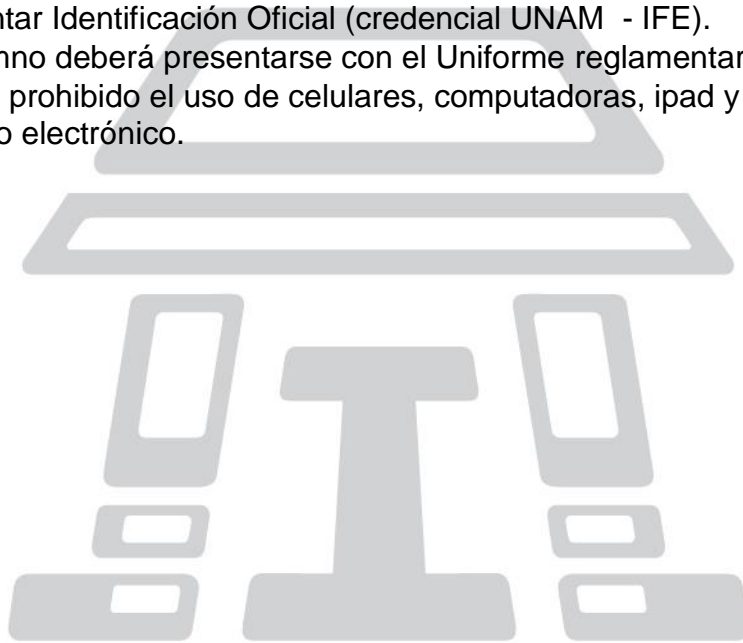 ntar Identificación Oficial (credencial UNAM - IFE).
nno deberá presentarse con el Uniforme reglamentar
prohibido el uso de celulares, computadoras, ipad y
o electrónico.